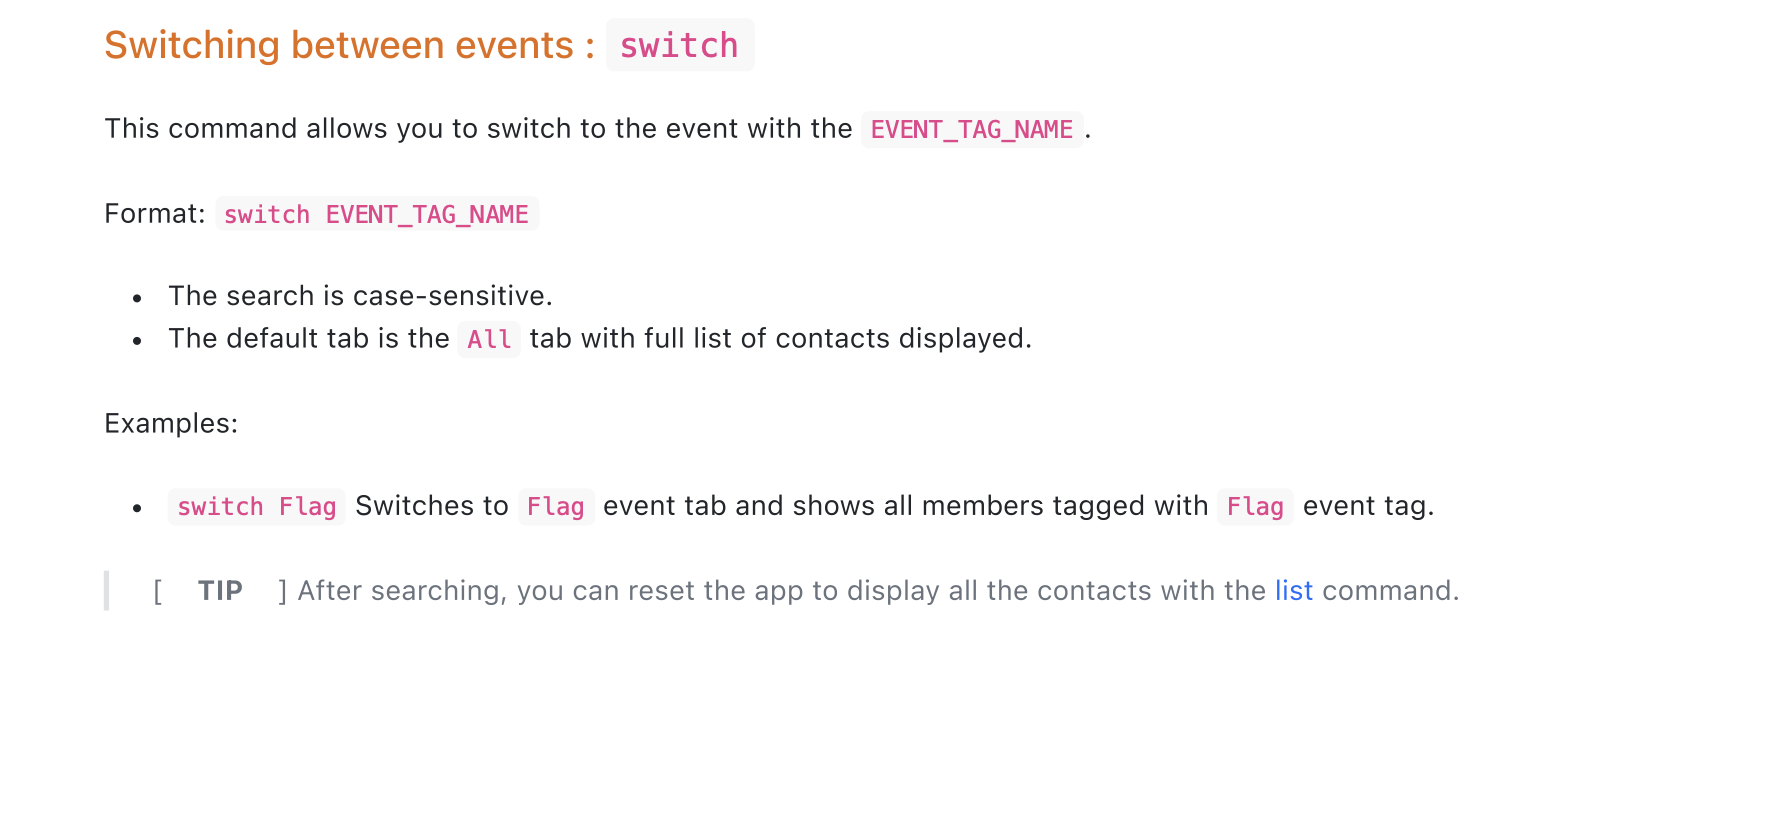 Switching between events : switch
This command allows you to switch to the event with the EVENT_TAG_NAME.
Format: switch EVENT_TAG_NAME
• The search is case-sensitive.
• The default tab is the All tab with full list of contacts displayed.
Examples:
• switch Flag Switches to Flag event tab and shows all members tagged with Flag event tag.
[ TIP ] After searching, you can reset the app to display all the contacts with the list command.